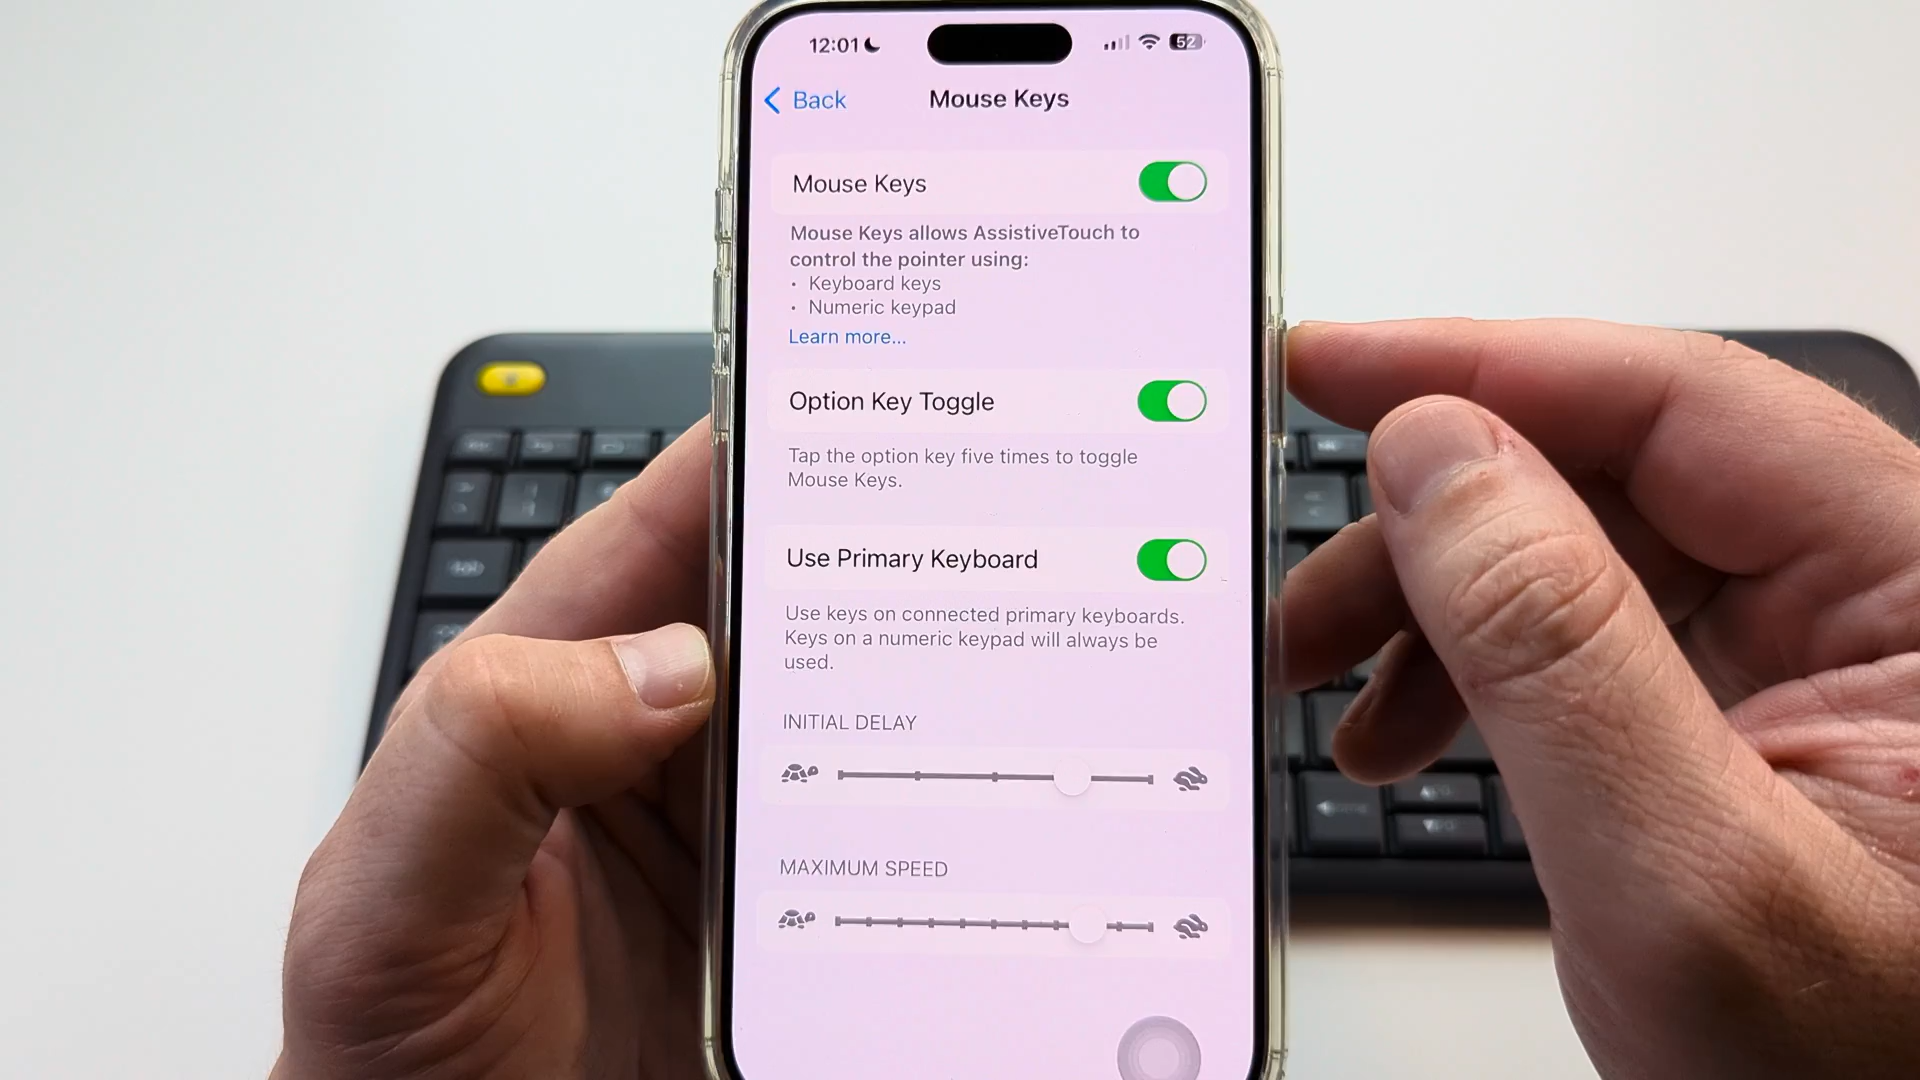 12:01
52
Back
Mouse Keys
Mouse Keys
Mouse Keys allows AssistiveTouch to
control the pointer using:
• Keyboard keys
• Numeric keypad
Learn more...
Option Key Toggle
Tap the option key five times to toggle
Mouse Keys.
Use Primary Keyboard
Use keys on connected primary keyboards.
Keys on a numeric keypad will always be
used.
INITIAL DELAY
MAXIMUM SPEED